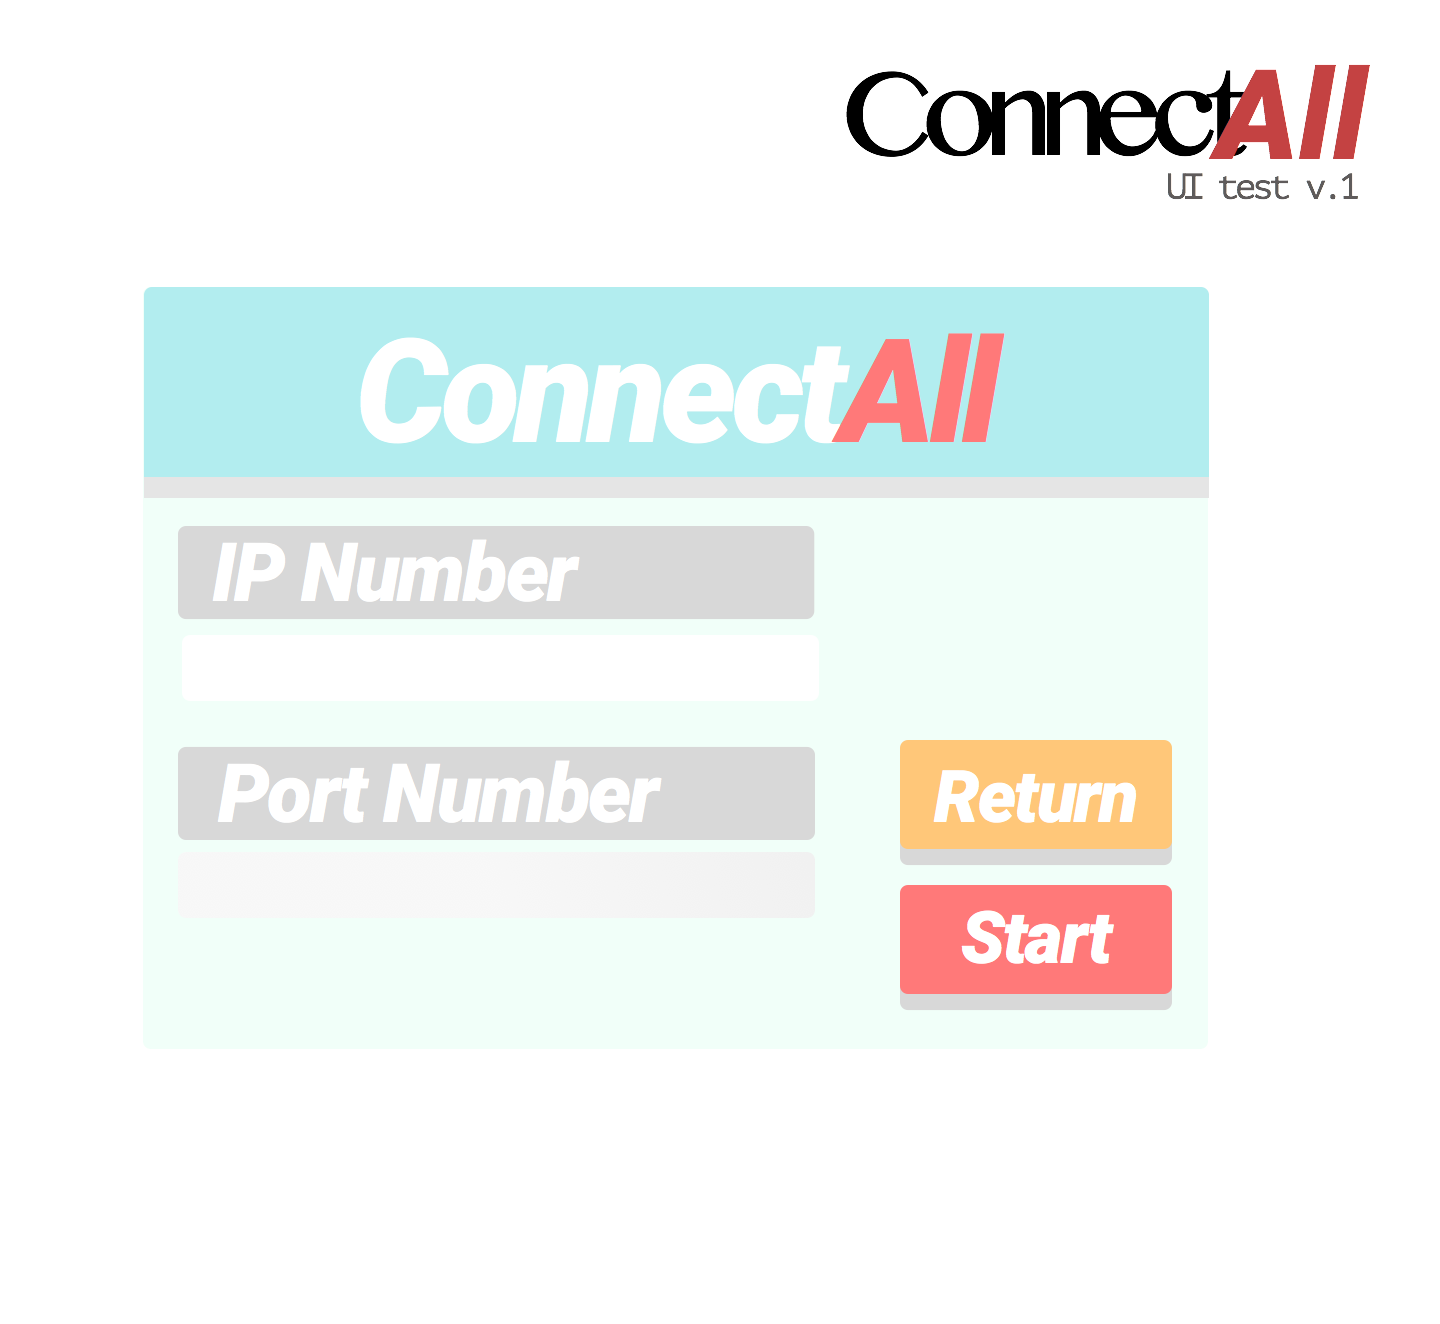 ConnectAll
UI test v.1
ConnectAll
IP Number
Port Number
Return
Start